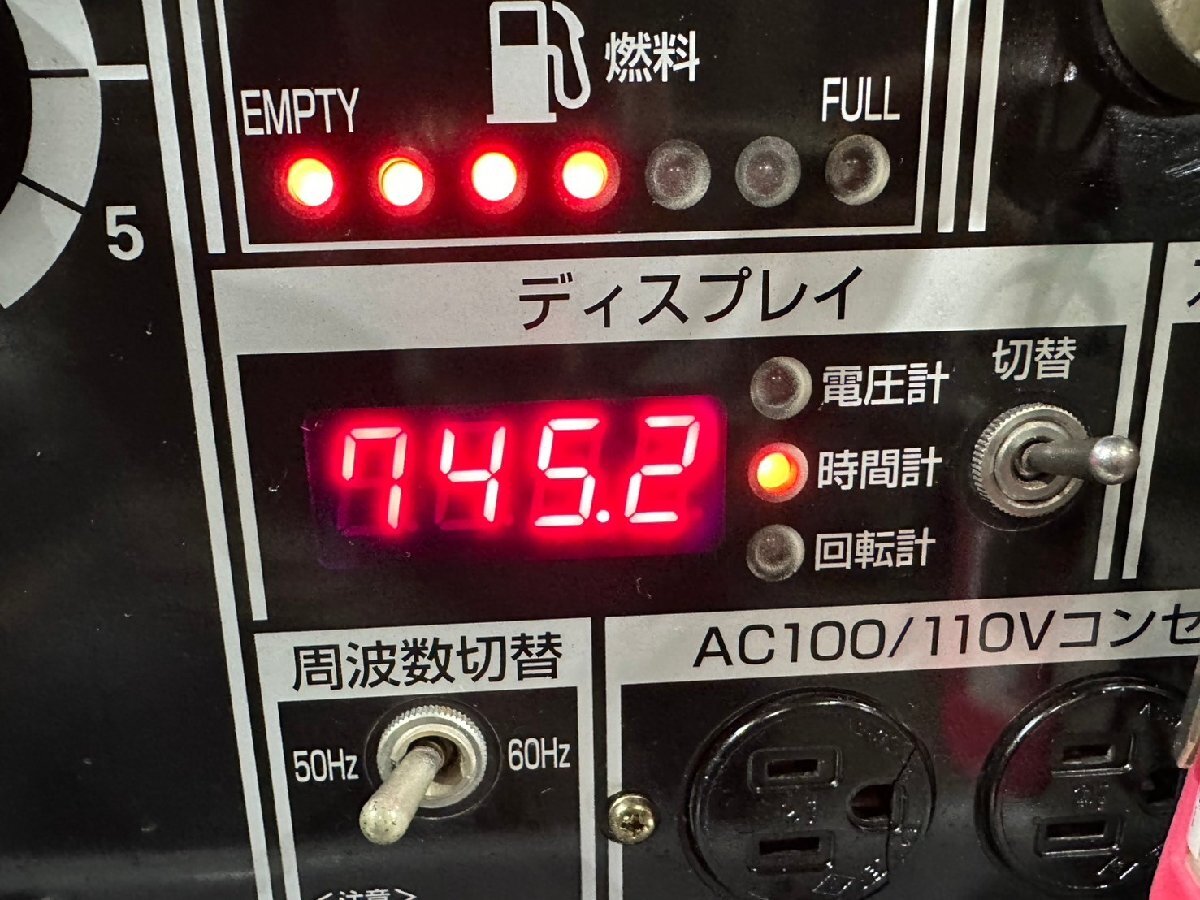 燃料
EMPTY
FULL
5
ディスプレイ
745.2
電圧計
時間計
回転計
切替
周波数切替
50Hz
60Hz
<注意>
AC100/110Vコンセ